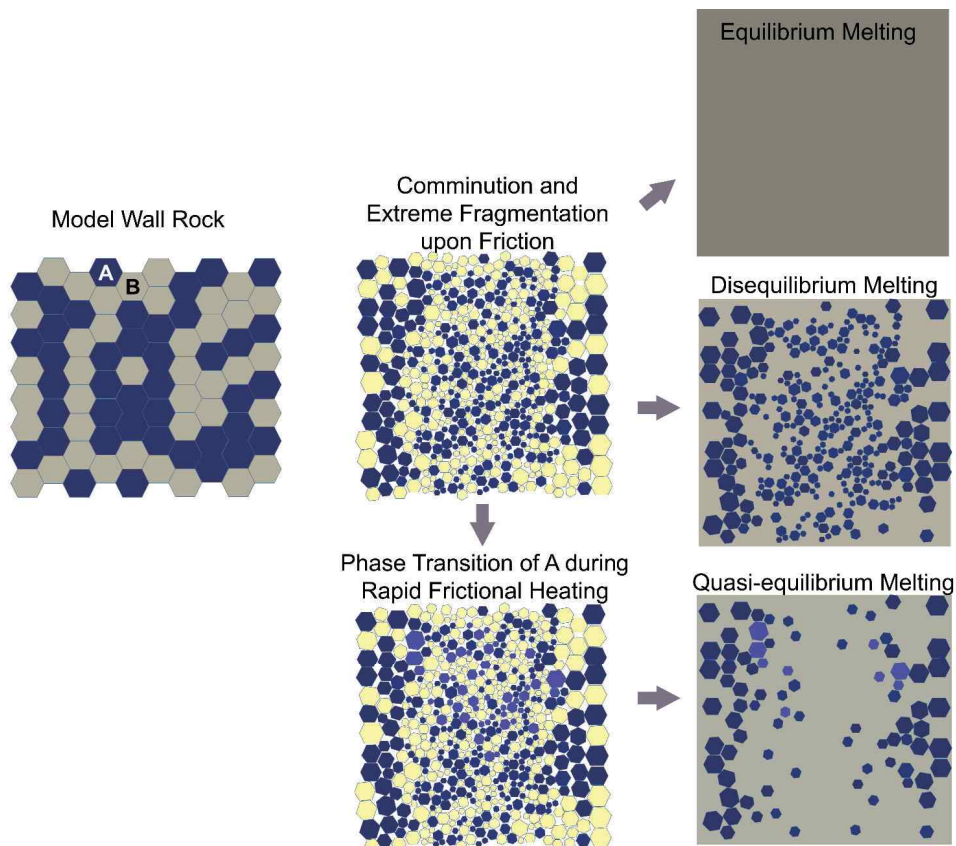 Equilibrium Melting
Comminution and
Extreme Fragmentation
upon Friction
Model Wall Rock
A
B
Disequilibrium Melting
Phase Transition of A during
Rapid Frictional Heating
Quasi-equilibrium Melting